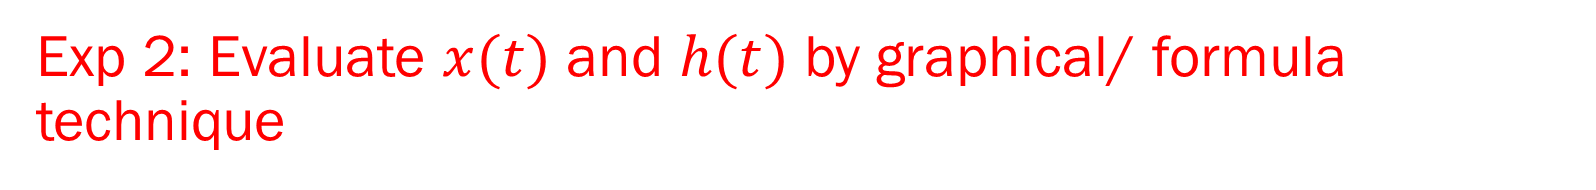 Exp 2: Evaluate x(t) and h(t) by graphical/ formula
technique